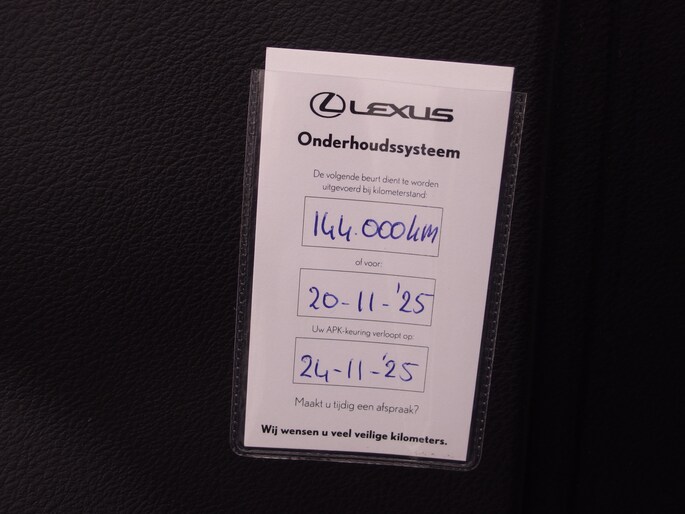 LEXUS
Onderhoudssysteem
De volgende beurt dient te worden
uitgevoerd bij kilometerstand:
144.000km
of voor:
20-11-'25
Uw APK-keuring verloopt op:
24-11-'25
Maakt u tijdig een afspraak?
Wij wensen u veel veilige kilometers.